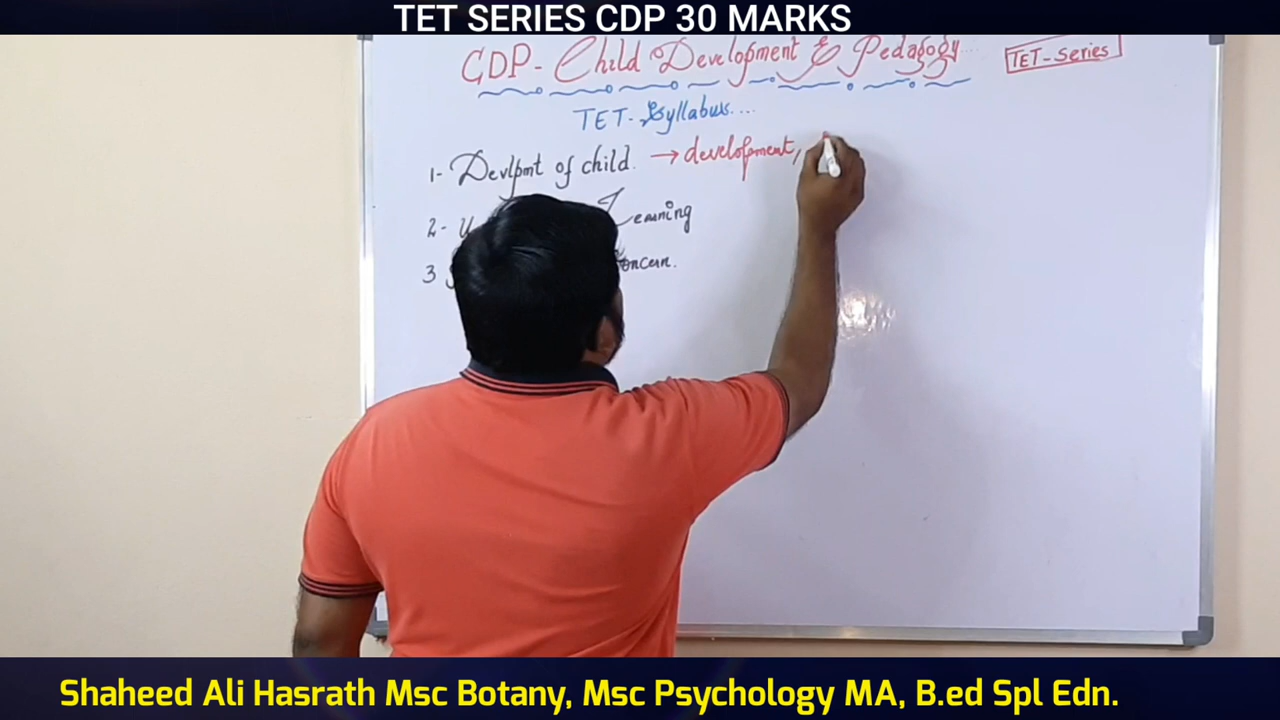 TET SERIES CDP 30 MARKS
CDP - Child Development & Pedagogy....
TET-Series
TET- Syllabus....
1- Devlpmt of child. → development,
2- Learning
3
Shaheed Ali Hasrath Msc Botany, Msc Psychology MA, B.ed Spl Edn.